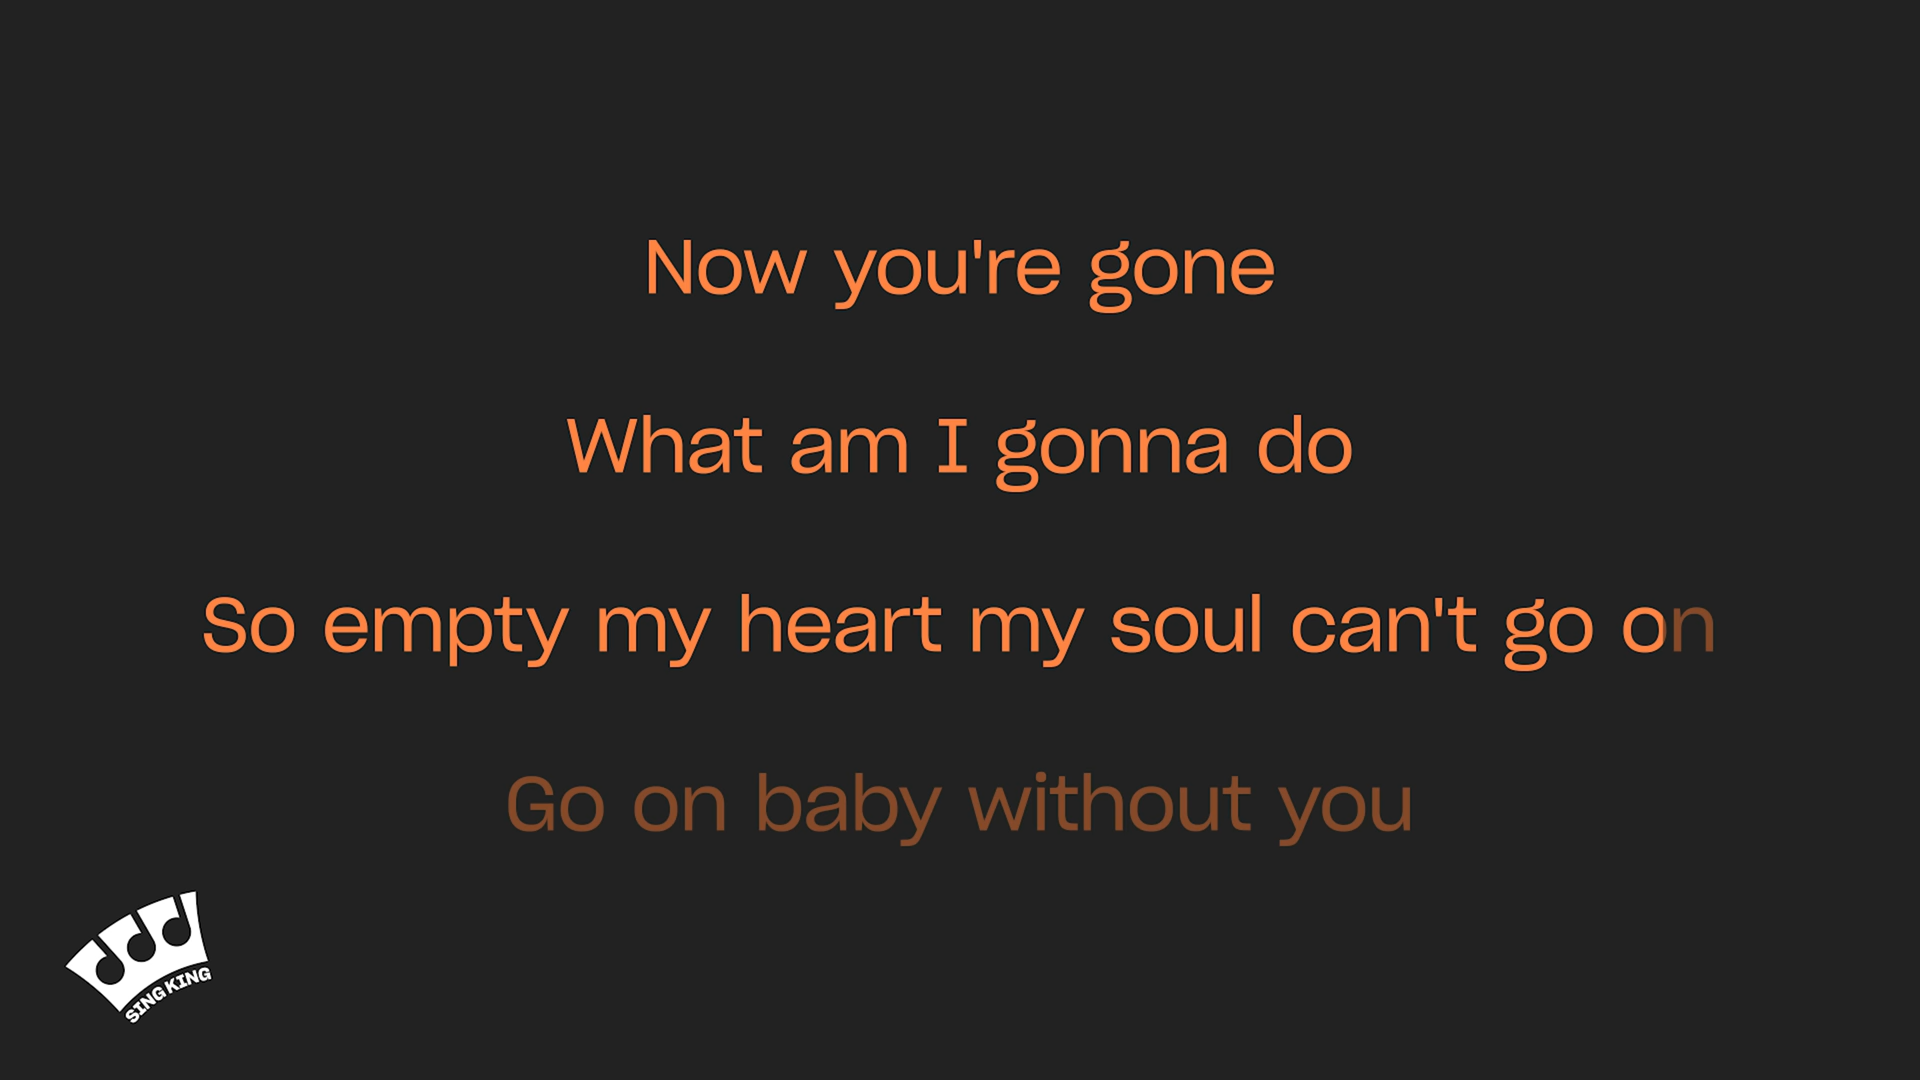 Now you're gone
What am I gonna do
So empty my heart my soul can't go on
Go on baby without you
SING KING